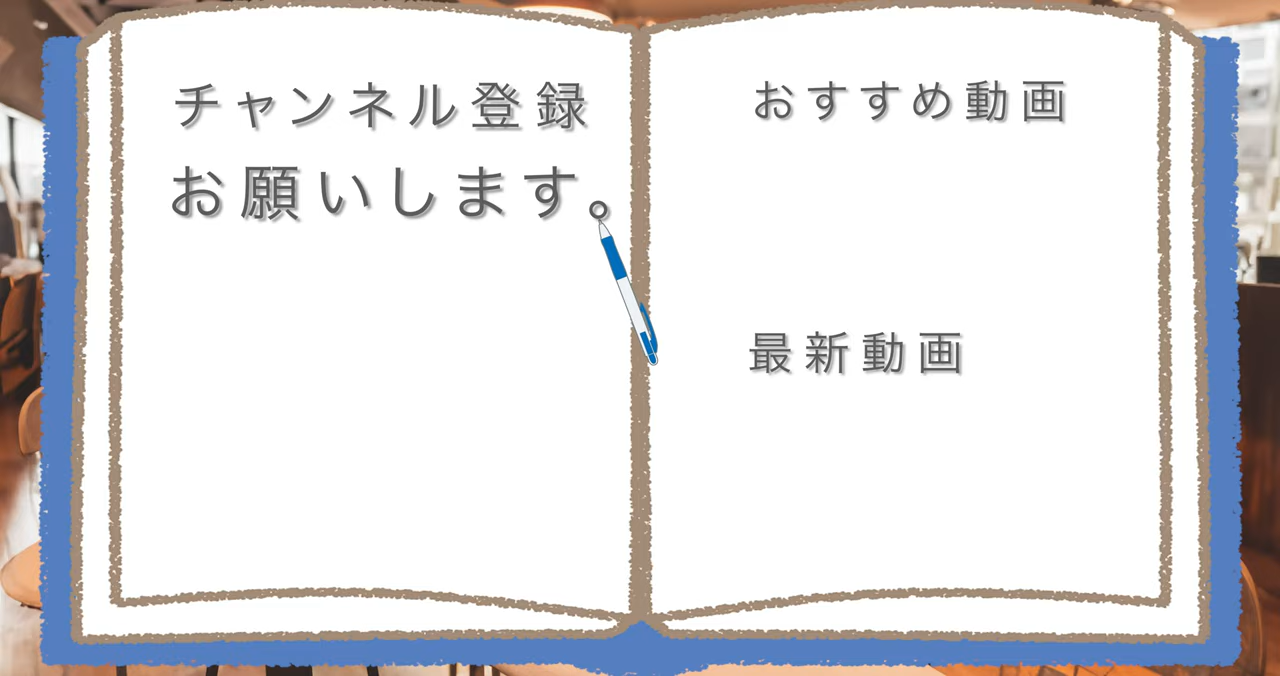 チャンネル登録
お願いします。
おすすめ動画
最新動画